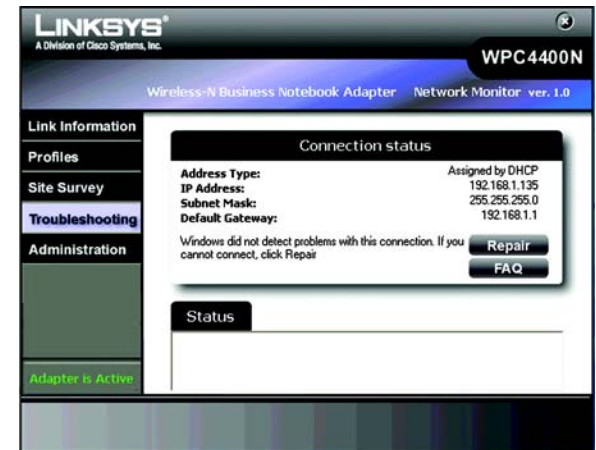 LINKSYS®
A Division of Cisco Systems, Inc.
WPC4400N
Wireless-N Business Notebook Adapter Network Monitor ver. 1.0
Link Information
Profiles
Site Survey
Troubleshooting
Administration
Adapter is Active
Connection status
Address Type: Assigned by DHCP
IP Address: 192.168.1.135
Subnet Mask: 255.255.255.0
Default Gateway: 192.168.1.1
Windows did not detect problems with this connection. If you
cannot connect, click Repair
Repair
FAQ
Status